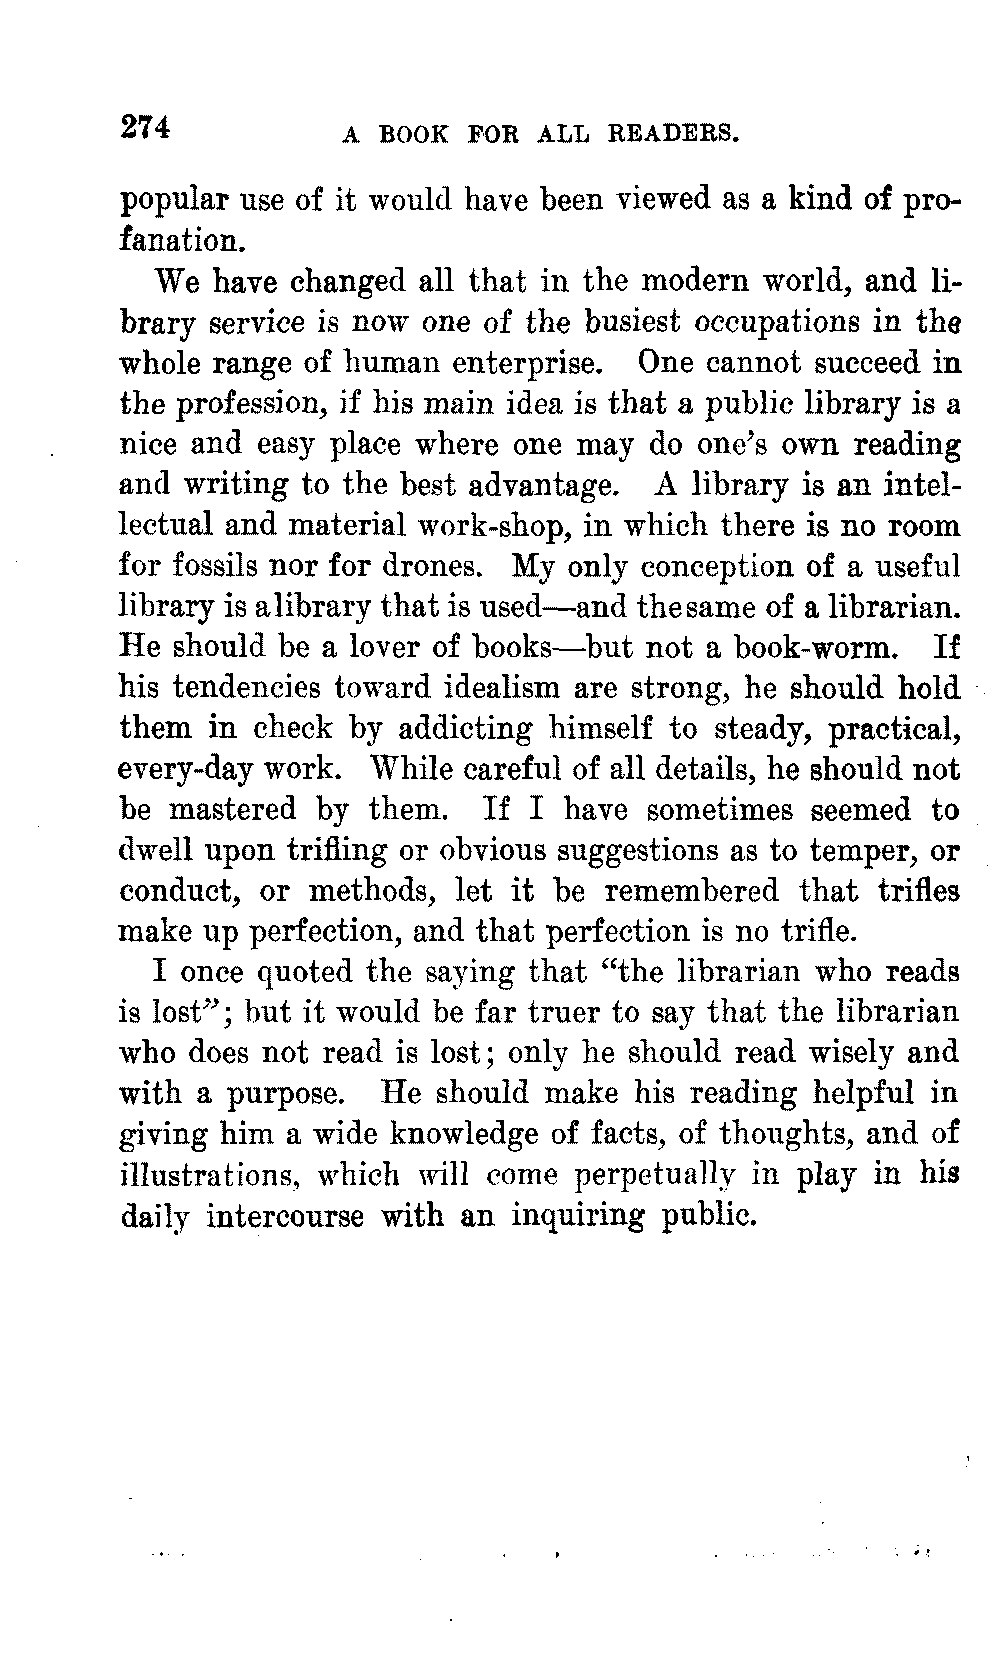 274
A BOOK FOR ALL READERS.
popular use of it would have been viewed as a kind of pro-
fanation.
We have changed all that in the modern world, and li-
brary service is now one of the busiest occupations in the
whole range of human enterprise. One cannot succeed in
the profession, if his main idea is that a public library is a
nice and easy place where one may do one's own reading
and writing to the best advantage. A library is an intel-
lectual and material work-shop, in which there is no room
for fossils nor for drones. My only conception of a useful
library is alibrary that is used—and thesame of a librarian.
He should be a lover of books—but not a book-worm. If
his tendencies toward idealism are strong, he should hold
them in check by addicting himself to steady, practical,
every-day work. While careful of all details, he should not
be mastered by them. If I have sometimes seemed to
dwell upon trifling or obvious suggestions as to temper, or
conduct, or methods, let it be remembered that trifles
make up perfection, and that perfection is no trifle.
I once quoted the saying that “the librarian who reads
is lost”; but it would be far truer to say that the librarian
who does not read is lost; only he should read wisely and
with a purpose. He should make his reading helpful in
giving him a wide knowledge of facts, of thoughts, and of
illustrations, which will come perpetually in play in his
daily intercourse with an inquiring public.